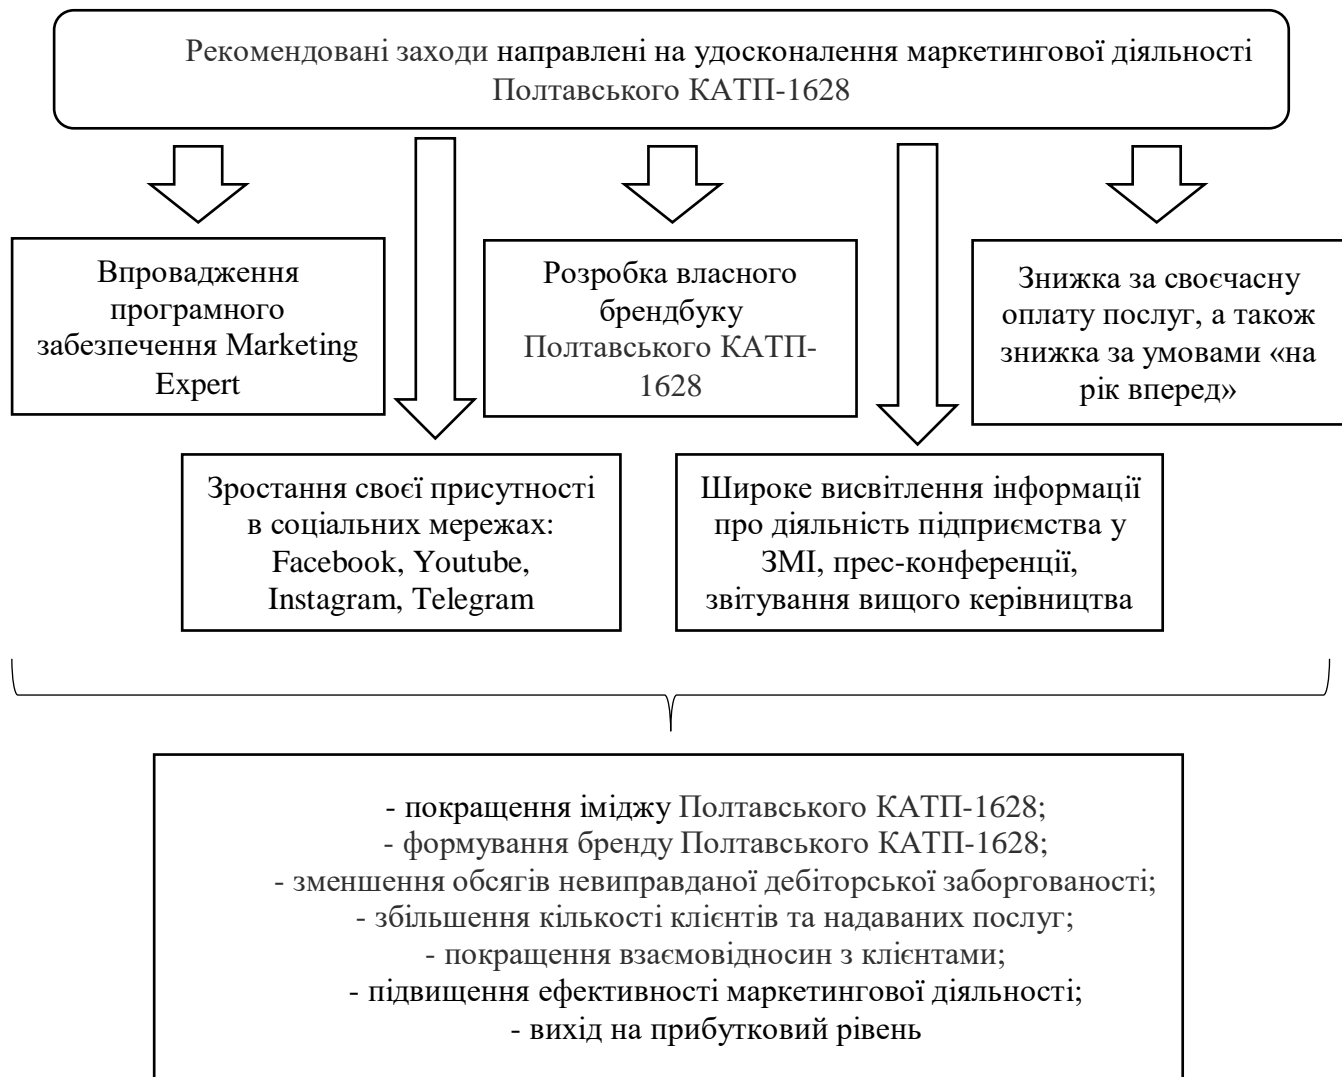 Рекомендовані заходи направлені на удосконалення маркетингової діяльності
Полтавського КАТП-1628
Впровадження
програмного
забезпечення Marketing
Expert
Розробка власного
брендбуку
Полтавського КАТП-
1628
Знижка за своєчасну
оплату послуг, а також
знижка за умовами «на
рік вперед»
Зростання своєї присутності
в соціальних мережах:
Facebook, Youtube,
Instagram, Telegram
Широке висвітлення інформації
про діяльність підприємства у
ЗМІ, прес-конференції,
звітування вищого керівництва
- покращення іміджу Полтавського КАТП-1628;
- формування бренду Полтавського КАТП-1628;
- зменшення обсягів невиправданої дебіторської заборгованості;
- збільшення кількості клієнтів та надаваних послуг;
- покращення взаємовідносин з клієнтами;
- підвищення ефективності маркетингової діяльності;
- вихід на прибутковий рівень